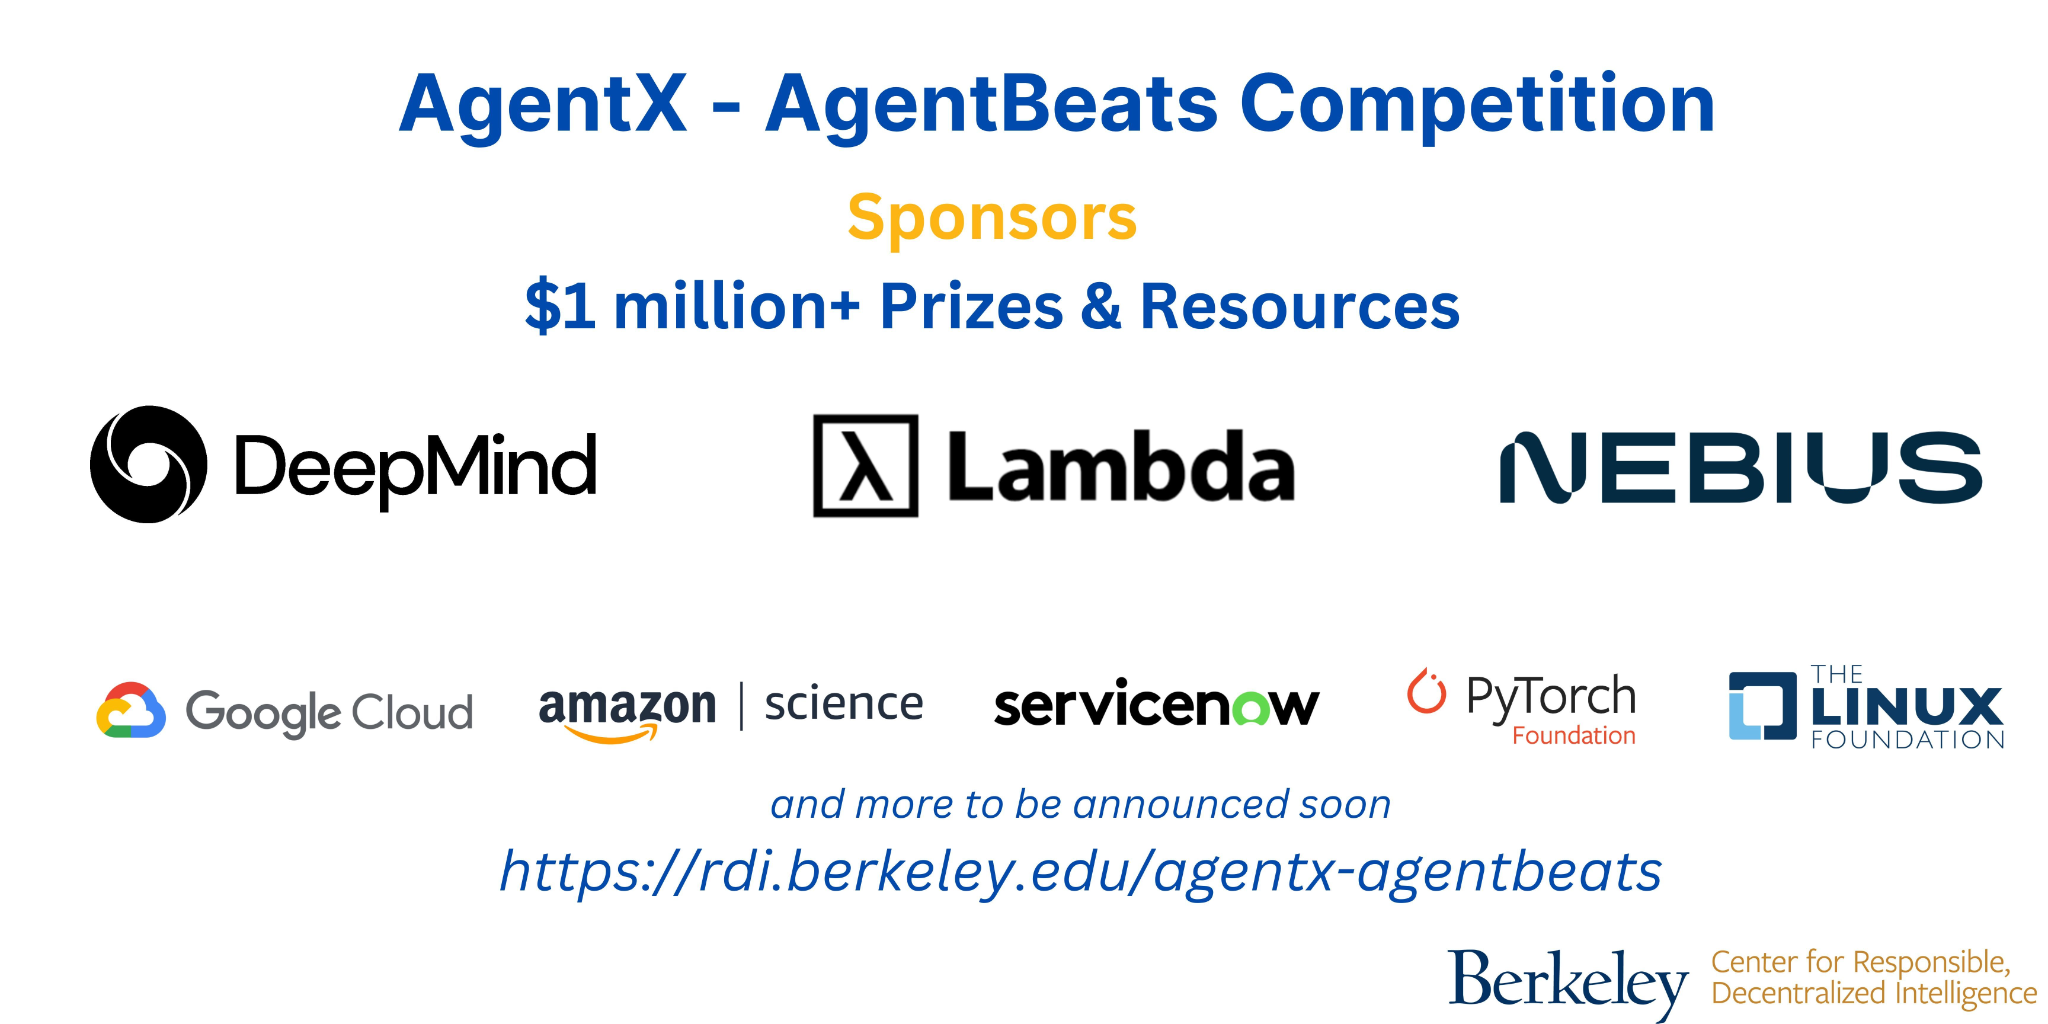 AgentX - AgentBeats Competition
Sponsors
$1 million+ Prizes & Resources
DeepMind
λ Lambda
NEBIUS
Google Cloud
amazon | science
servicenow
PyTorch
Foundation
THE
LINUX
FOUNDATION
and more to be announced soon
https://rdi.berkeley.edu/agentx-agentbeats
Berkeley
Center for Responsible,
Decentralized Intelligence